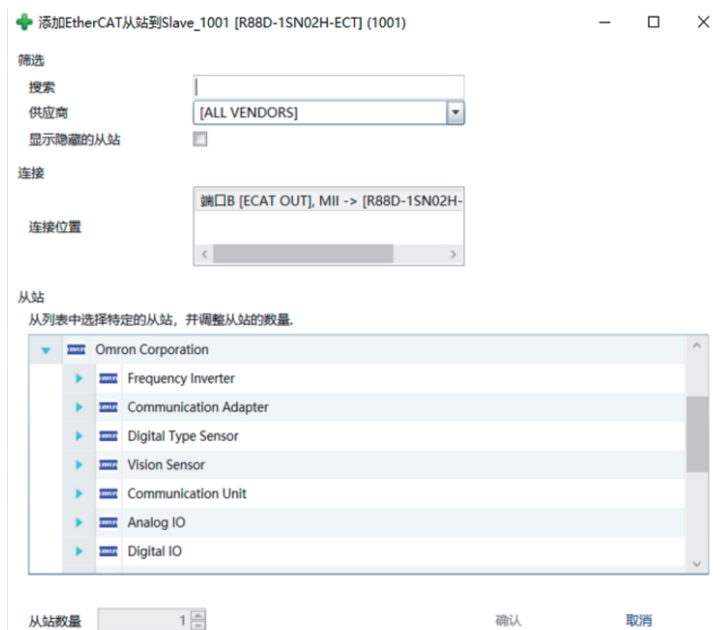 添加EtherCAT从站到Slave_1001 [R88D-1SN02H-ECT] (1001)
筛选
搜索
供应商 [ALL VENDORS]
显示隐藏的从站
连接
端口B [ECAT OUT], MII -> [R88D-1SN02H-
连接位置
从站
从列表中选择特定的从站，并调整从站的数量.
Omron Corporation
Frequency Inverter
Communication Adapter
Digital Type Sensor
Vision Sensor
Communication Unit
Analog IO
Digital IO
从站数量 1 确认 取消